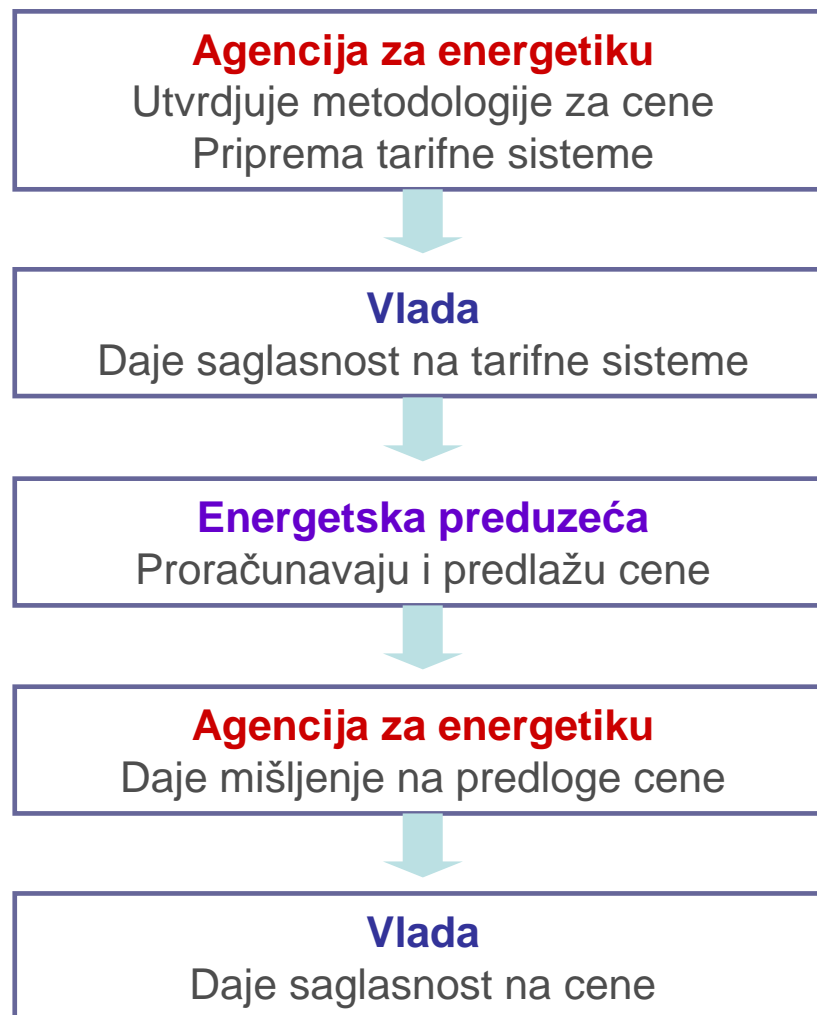 Agencija za energetiku
Utvrdjuje metodologije za cene
Priprema tarifne sisteme
Vlada
Daje saglasnost na tarifne sisteme
Energetska preduzeća
Proračunavaju i predlažu cene
Agencija za energetiku
Daje mišljenje na predloge cene
Vlada
Daje saglasnost na cene